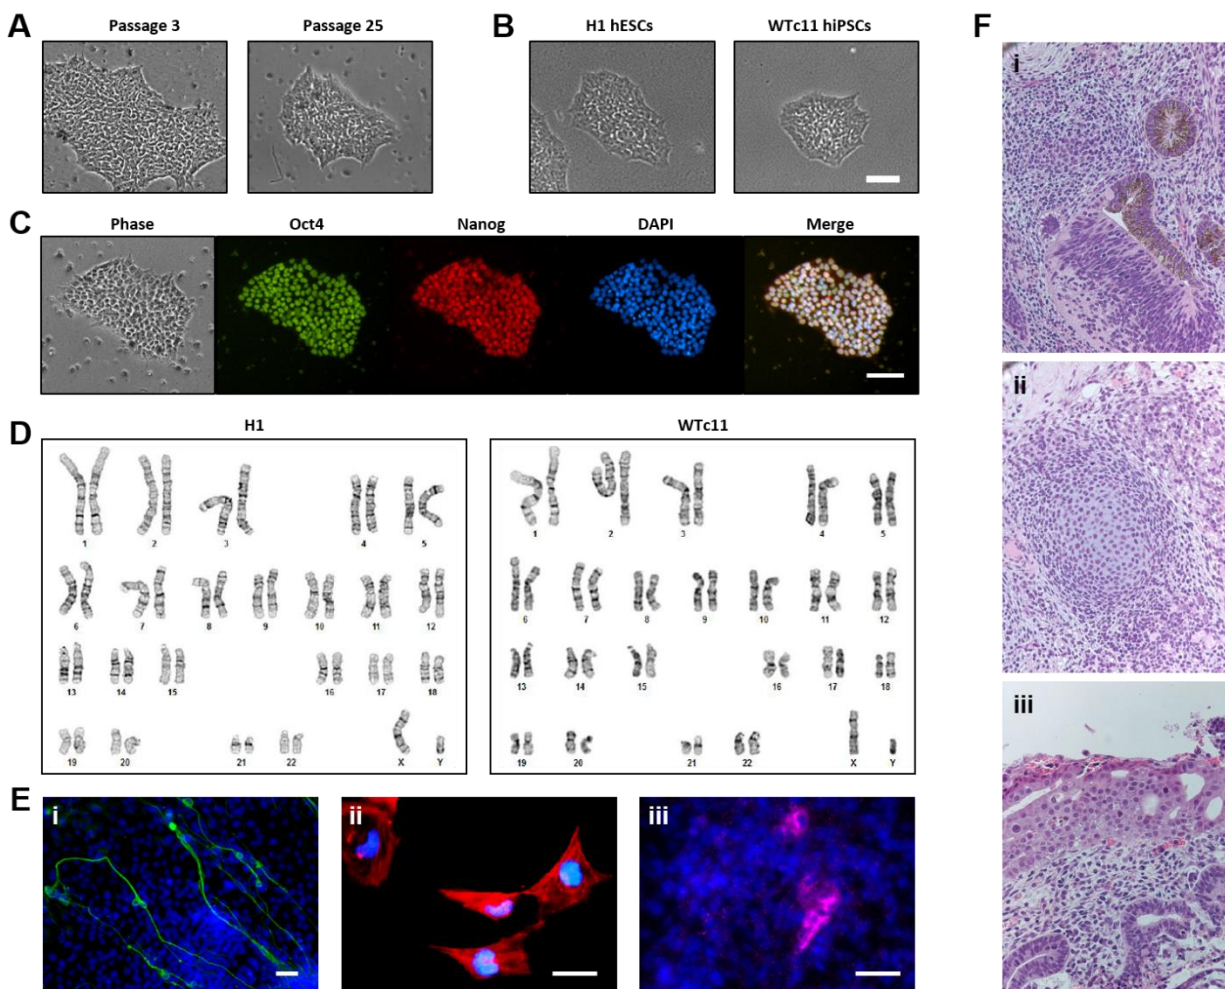 A
Passage 3
Passage 25
B
H1 hESCs
WTc11 hiPSCs
C
Phase
Oct4
Nanog
DAPI
Merge
D
H1
1 2 3 4 5
6 7 8 9 10 11 12
13 14 15 16 17 18
19 20 21 22 X Y
WTc11
1 2 3 4 5
6 7 8 9 10 11 12
13 14 15 16 17 18
19 20 21 22 X Y
E
i
ii
iii
F
i
ii
iii